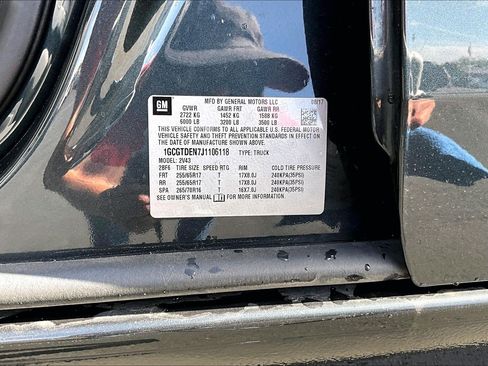 GM
MFD BY GENERAL MOTORS LLC 08/17
GVWR GAWR FRT GAWR RR
2722 KG 1452 KG 1588 KG
6000 LB 3200 LB 3500 LB
THIS VEHICLE CONFORMS TO ALL APPLICABLE U.S. FEDERAL MOTOR
VEHICLE SAFETY AND THEFT PREVENTION STANDARDS IN EFFECT ON
THE DATE OF MANUFACTURE SHOWN ABOVE.
1GCGTDEN7J1106118 TYPE: TRUCK
MODEL: 2V43
2BF6 TIRE SIZE SPEED RTG RIM COLD TIRE PRESSURE
FRT 255/65R17 T 17X8.0J 240KPA(35PSI)
RR 255/65R17 T 17X8.0J 240KPA(35PSI)
SPA 265/70R16 T 16X7.0J 240KPA(35PSI)
SEE OWNER'S MANUAL FOR MORE INFORMATION.